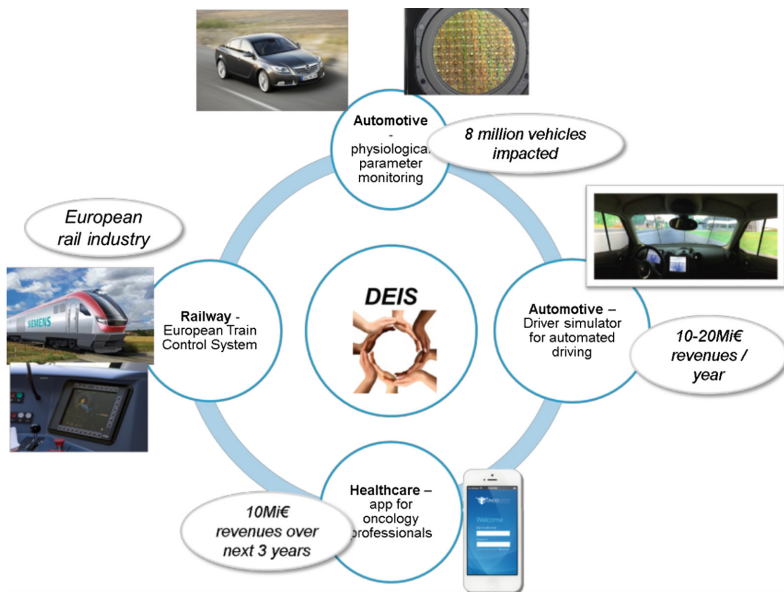 Automotive
-
physiological
parameter
monitoring
8 million vehicles
impacted
European
rail industry
SIEMENS
Railway -
European Train
Control System
DEIS
Automotive –
Driver simulator
for automated
driving
10-20Mi€
revenues /
year
Healthcare –
app for
oncology
professionals
10Mi€
revenues over
next 3 years
Welcome